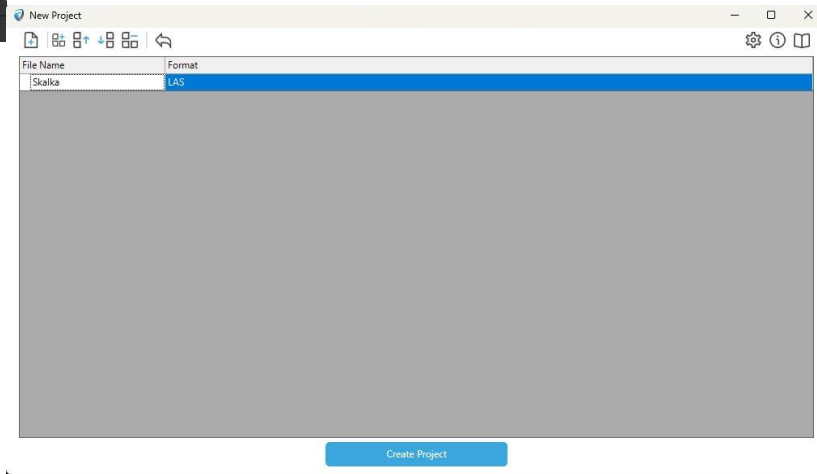 New Project
File Name Format
Skalka LAS
Create Project